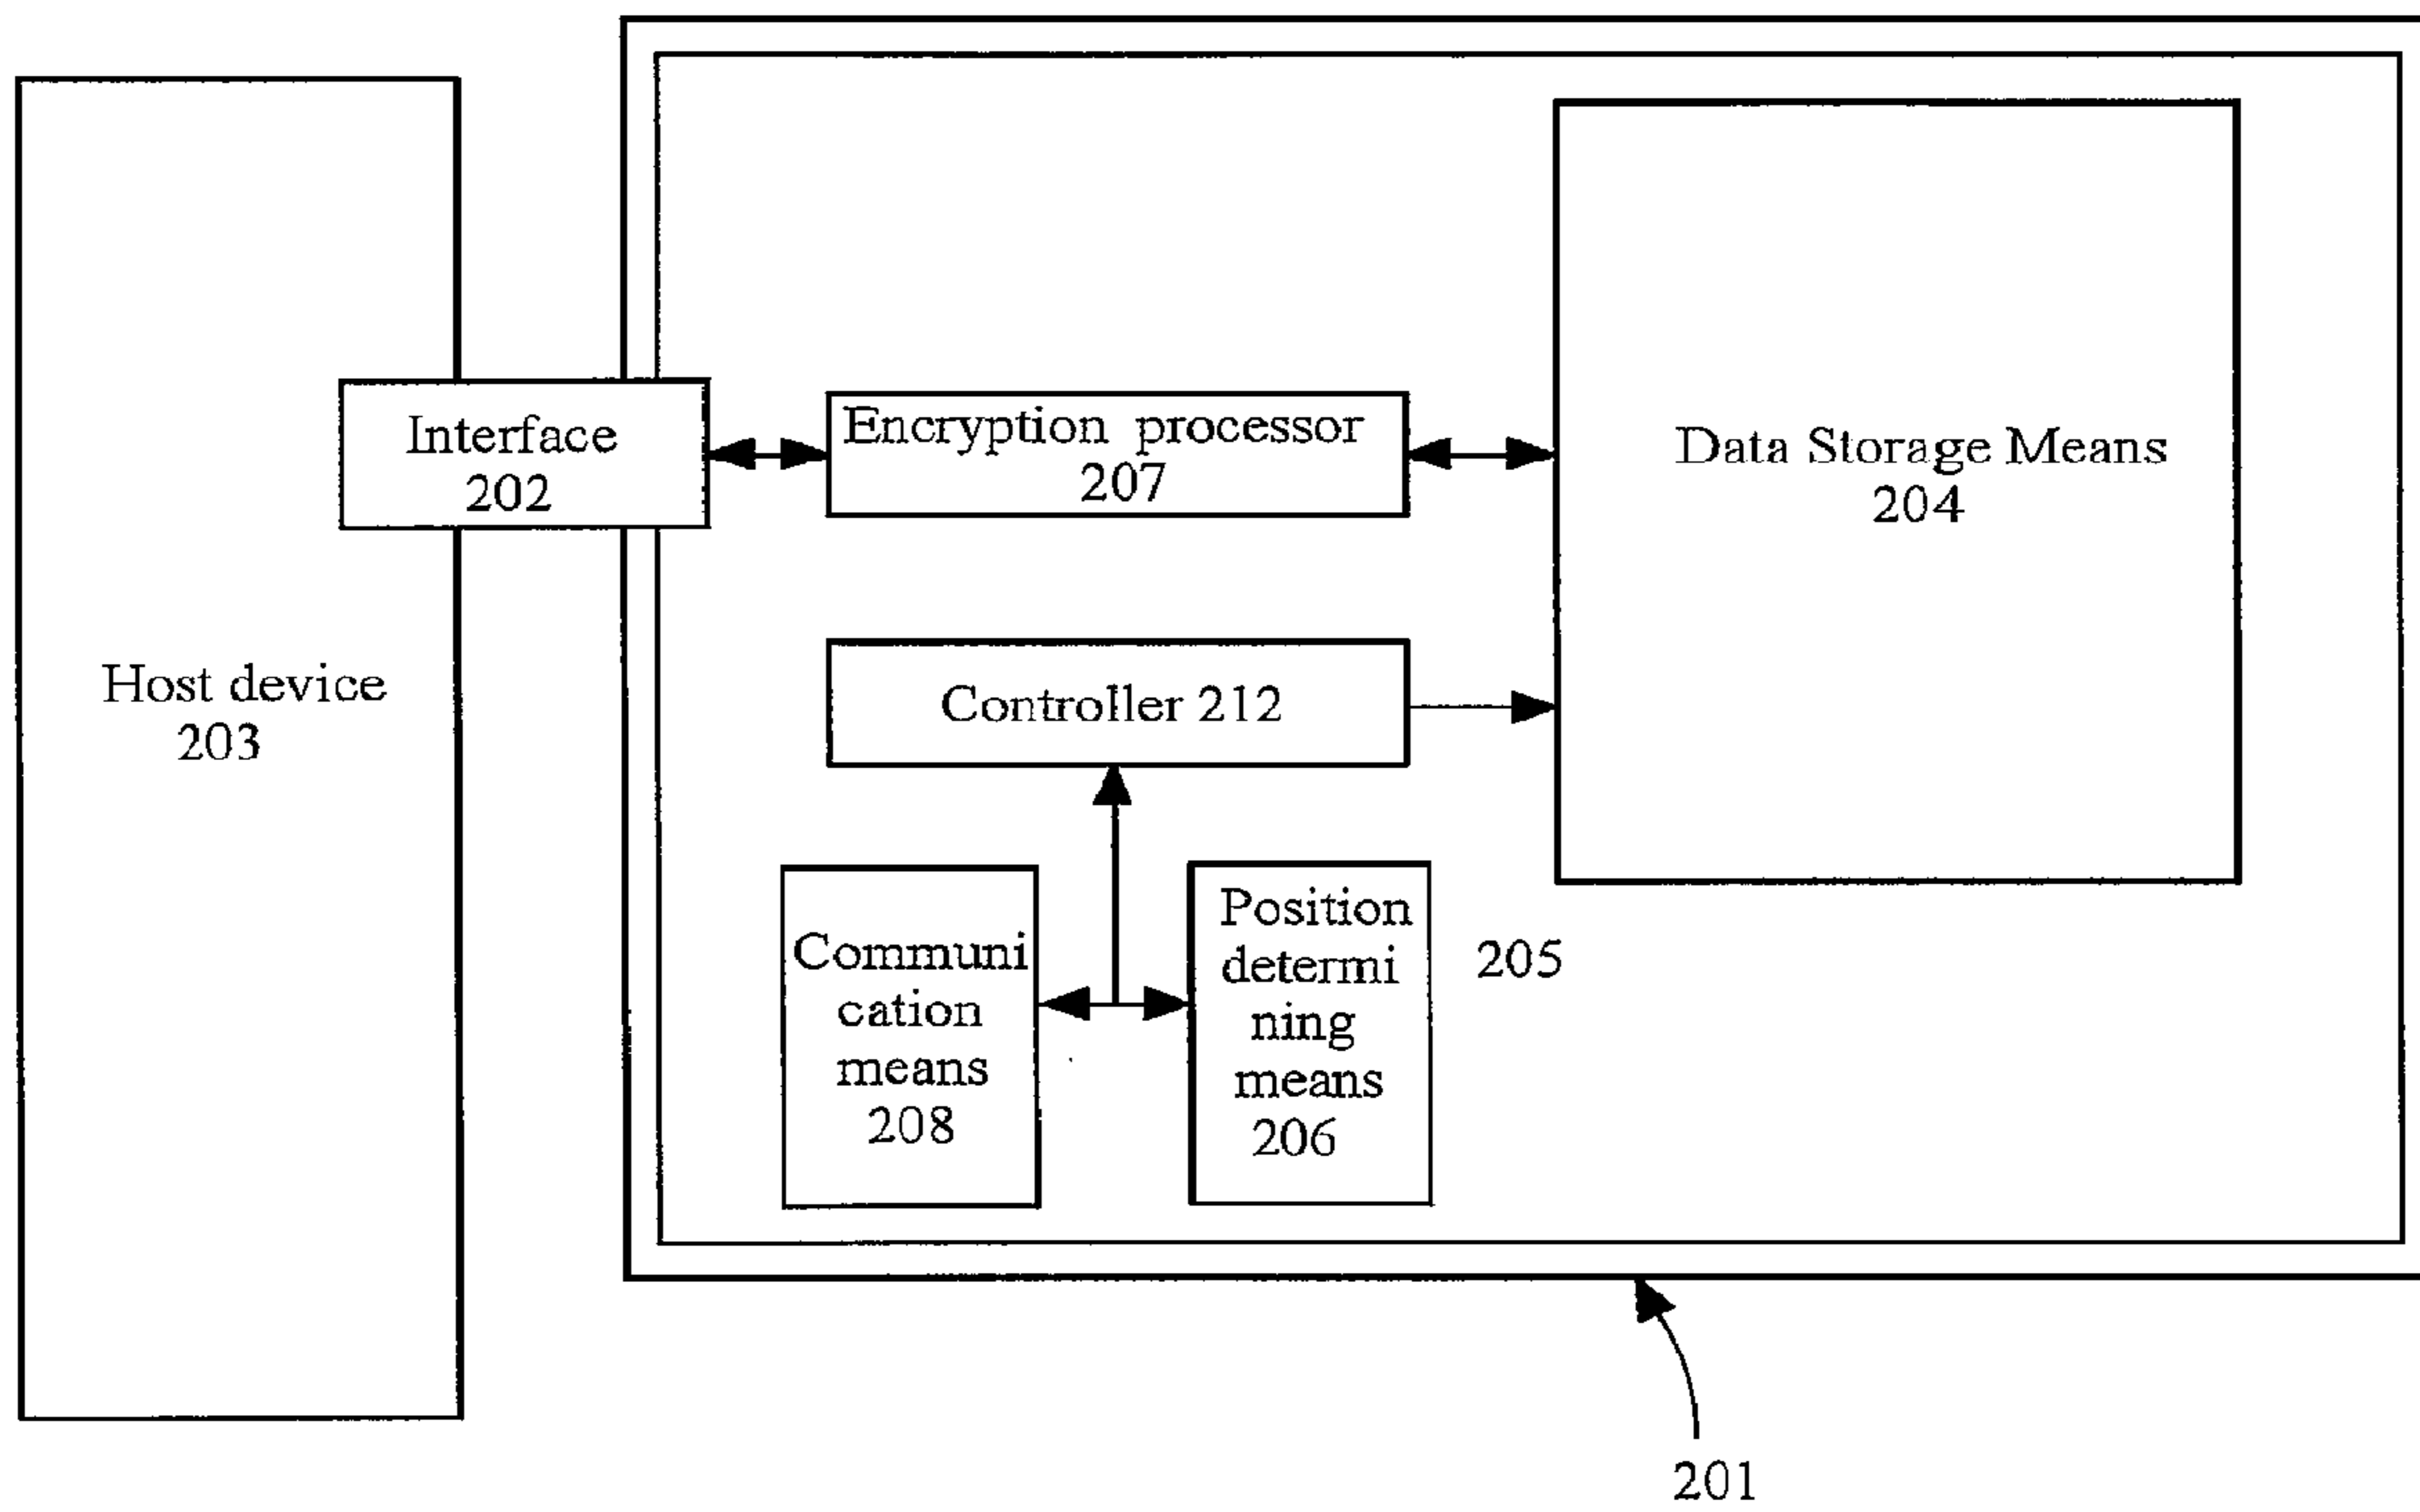 Host device
203
Interface
202
Encryption processor
207
Data Storage Means
204
Controller 212
Communi
cation
means
208
Position
determi
ning
means
206
205
201